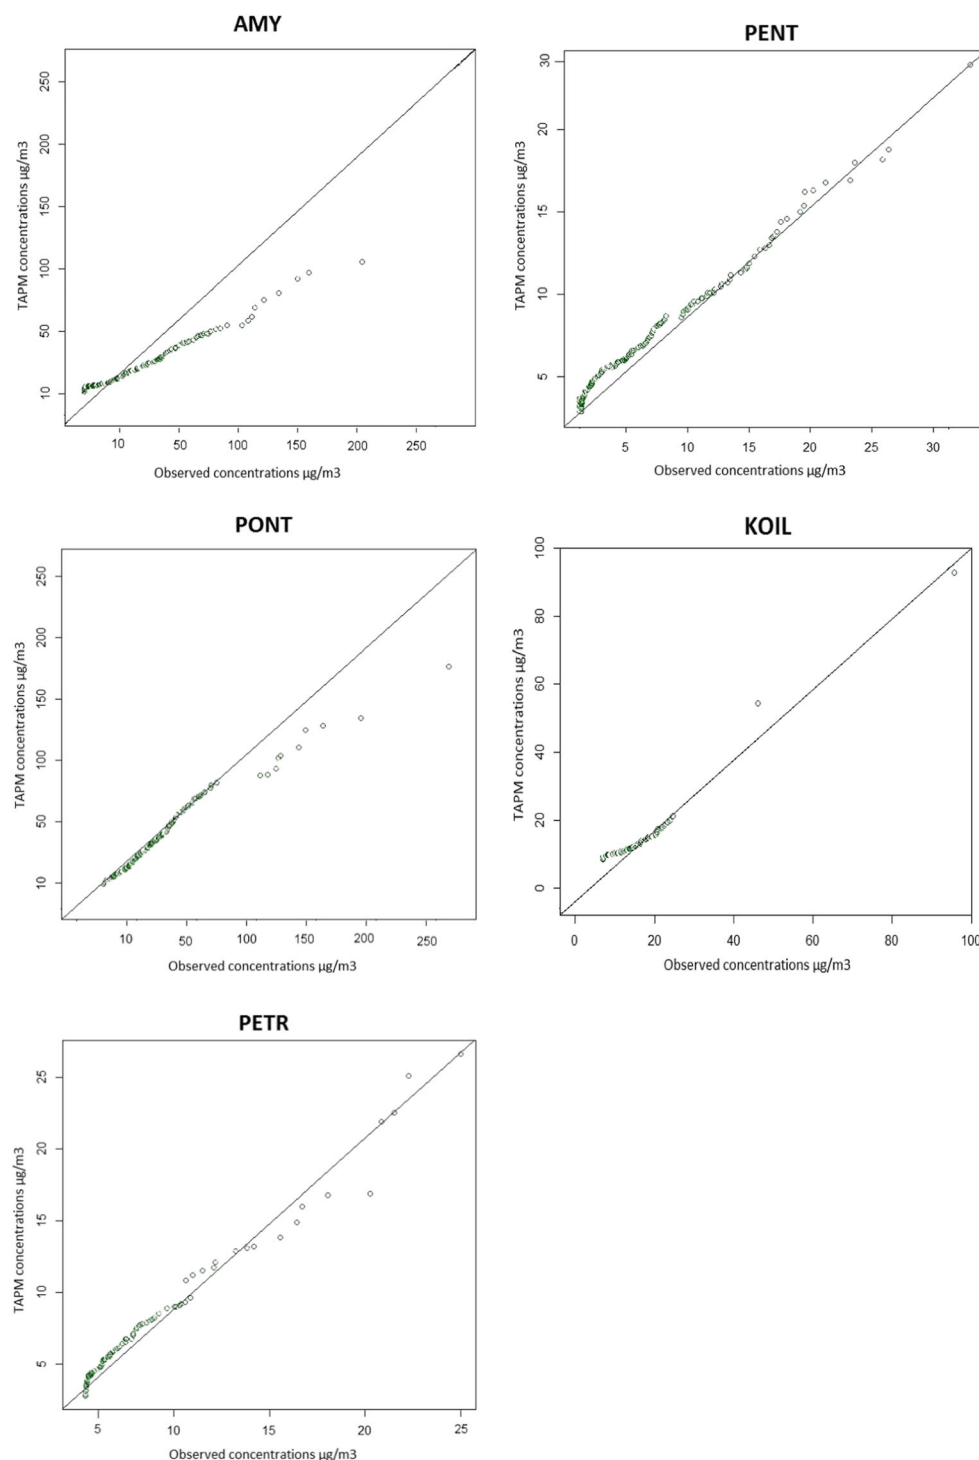 AMY
TAPM concentrations µg/m3
250
200
150
100
50
10
10 50 100 150 200 250
Observed concentrations µg/m3
PENT
TAPM concentrations µg/m3
30
20
15
10
5
5 10 15 20 25 30
Observed concentrations µg/m3
PONT
TAPM concentrations µg/m3
250
200
150
100
50
10
10 50 100 150 200 250
Observed concentrations µg/m3
KOIL
TAPM concentrations µg/m3
100
80
60
40
20
0
0 20 40 60 80 100
Observed concentrations µg/m3
PETR
TAPM concentrations µg/m3
25
20
15
10
5
5 10 15 20 25
Observed concentrations µg/m3